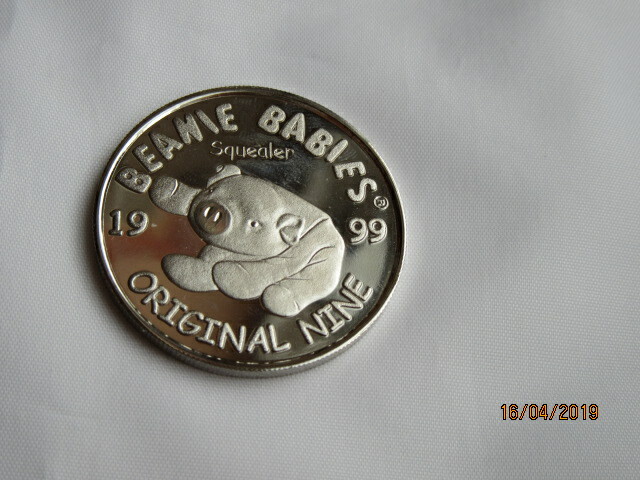 BEANIE BABIES®
Squealer
19 99
ORIGINAL NINE
16/04/2019